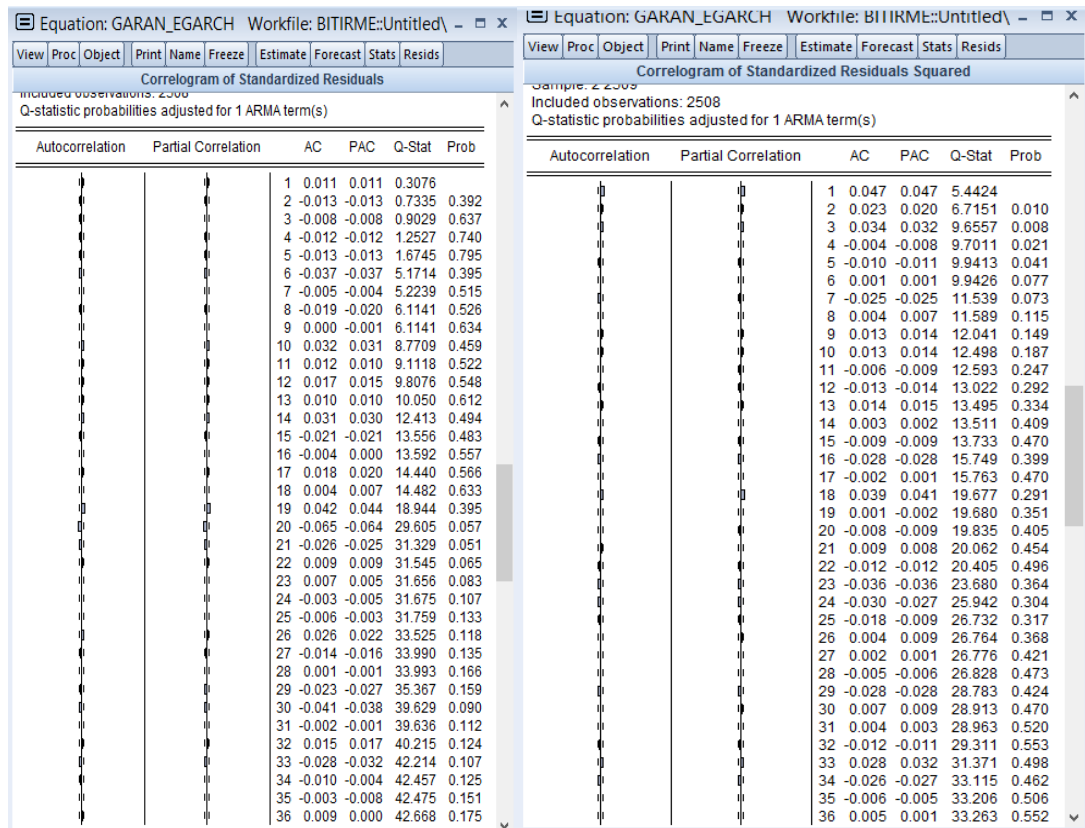 Equation: GARAN_EGARCH Workfile: BITIRME::Untitled\
View Proc Object Print Name Freeze Estimate Forecast Stats Resids
Correlogram of Standardized Residuals
Included observations: 2508
Q-statistic probabilities adjusted for 1 ARMA term(s)
Autocorrelation Partial Correlation AC PAC Q-Stat Prob
1 0.011 0.011 0.3076
2 -0.013 -0.013 0.7335 0.392
3 -0.008 -0.008 0.9029 0.637
4 -0.012 -0.012 1.2527 0.740
5 -0.013 -0.013 1.6745 0.795
6 -0.037 -0.037 5.1714 0.395
7 -0.005 -0.004 5.2239 0.515
8 -0.019 -0.020 6.1141 0.526
9 0.000 -0.001 6.1141 0.634
10 0.032 0.031 8.7709 0.459
11 0.012 0.010 9.1118 0.522
12 0.017 0.015 9.8076 0.548
13 0.010 0.010 10.050 0.612
14 0.031 0.030 12.413 0.494
15 -0.021 -0.021 13.556 0.483
16 -0.004 0.000 13.592 0.557
17 0.018 0.020 14.440 0.566
18 0.004 0.007 14.482 0.633
19 0.042 0.044 18.944 0.395
20 -0.065 -0.064 29.605 0.057
21 -0.026 -0.025 31.329 0.051
22 0.009 0.009 31.545 0.065
23 0.007 0.005 31.656 0.083
24 -0.003 -0.005 31.675 0.107
25 -0.006 -0.003 31.759 0.133
26 0.026 0.022 33.525 0.118
27 -0.014 -0.016 33.990 0.135
28 0.001 -0.001 33.993 0.166
29 -0.023 -0.027 35.367 0.159
30 -0.041 -0.038 39.629 0.090
31 -0.002 -0.001 39.636 0.112
32 0.015 0.017 40.215 0.124
33 -0.028 -0.032 42.214 0.107
34 -0.010 -0.004 42.457 0.125
35 -0.003 -0.008 42.475 0.151
36 0.009 0.000 42.668 0.175
Equation: GARAN_EGARCH Workfile: BITIRME::Untitled\
View Proc Object Print Name Freeze Estimate Forecast Stats Resids
Correlogram of Standardized Residuals Squared
Sample: 2 2509
Included observations: 2508
Q-statistic probabilities adjusted for 1 ARMA term(s)
Autocorrelation Partial Correlation AC PAC Q-Stat Prob
1 0.047 0.047 5.4424
2 0.023 0.020 6.7151 0.010
3 0.034 0.032 9.6557 0.008
4 -0.004 -0.008 9.7011 0.021
5 -0.010 -0.011 9.9413 0.041
6 0.001 0.001 9.9426 0.077
7 -0.025 -0.025 11.539 0.073
8 0.004 0.007 11.589 0.115
9 0.013 0.014 12.041 0.149
10 0.013 0.014 12.498 0.187
11 -0.006 -0.009 12.593 0.247
12 -0.013 -0.014 13.022 0.292
13 0.014 0.015 13.495 0.334
14 0.003 0.002 13.511 0.409
15 -0.009 -0.009 13.733 0.470
16 -0.028 -0.028 15.749 0.399
17 -0.002 0.001 15.763 0.470
18 0.039 0.041 19.677 0.291
19 0.001 -0.002 19.680 0.351
20 -0.008 -0.009 19.835 0.405
21 0.009 0.008 20.062 0.454
22 -0.012 -0.012 20.405 0.496
23 -0.036 -0.036 23.680 0.364
24 -0.030 -0.027 25.942 0.304
25 -0.018 -0.009 26.732 0.317
26 0.004 0.009 26.764 0.368
27 0.002 0.001 26.776 0.421
28 -0.005 -0.006 26.828 0.473
29 -0.028 -0.028 28.783 0.424
30 0.007 0.009 28.913 0.470
31 0.004 0.003 28.963 0.520
32 -0.012 -0.011 29.311 0.553
33 0.028 0.032 31.371 0.498
34 -0.026 -0.027 33.115 0.462
35 -0.006 -0.005 33.206 0.506
36 0.005 0.001 33.263 0.552